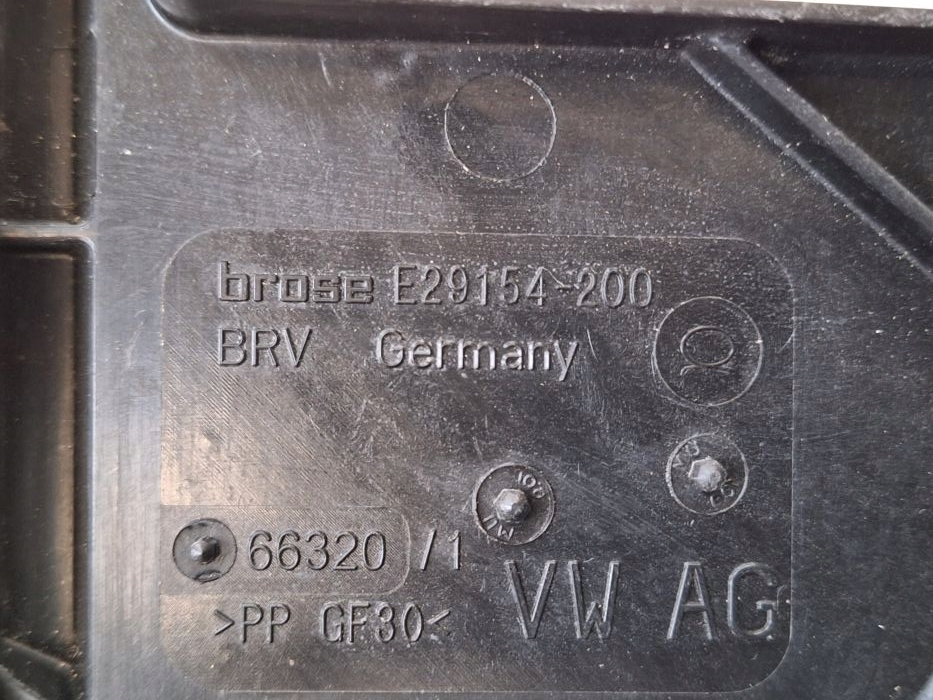 brose E29154-200
BRV Germany
66320 /1
>PP GF30<
VW AG